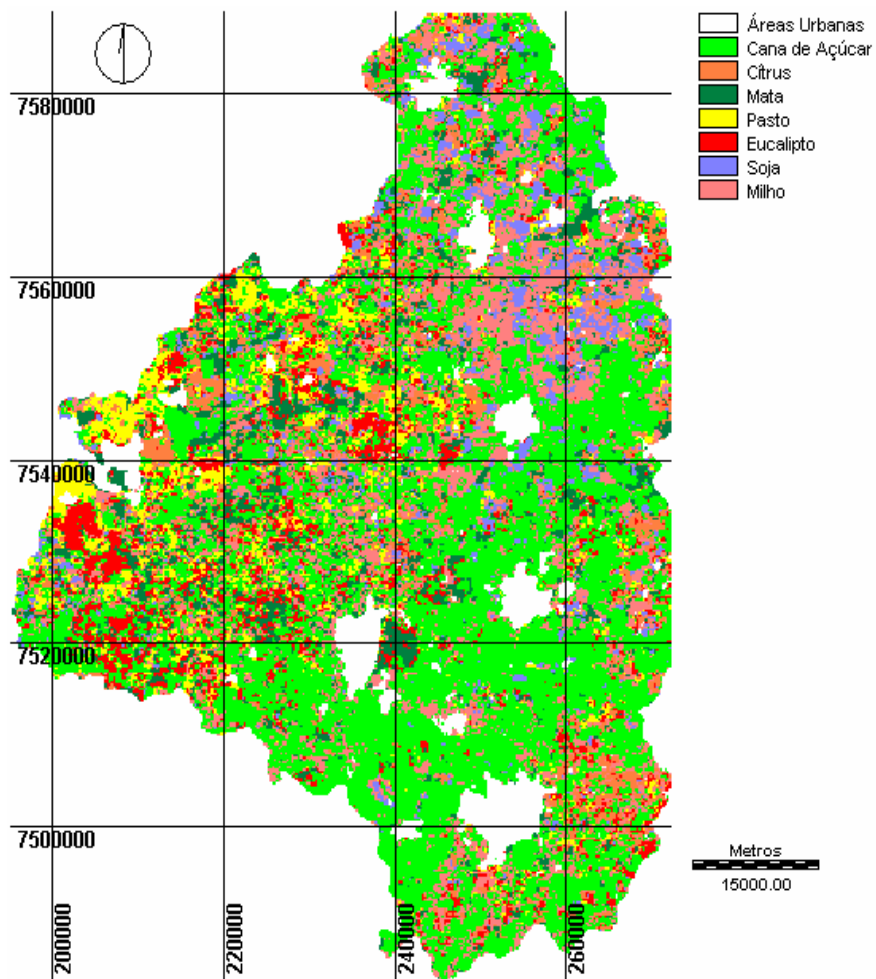 Áreas Urbanas
Cana de Açúcar
Cítrus
Mata
Pasto
Eucalipto
Soja
Milho
7580000
7560000
7540000
7520000
7500000
200000
220000
240000
260000
Metros
15000.00